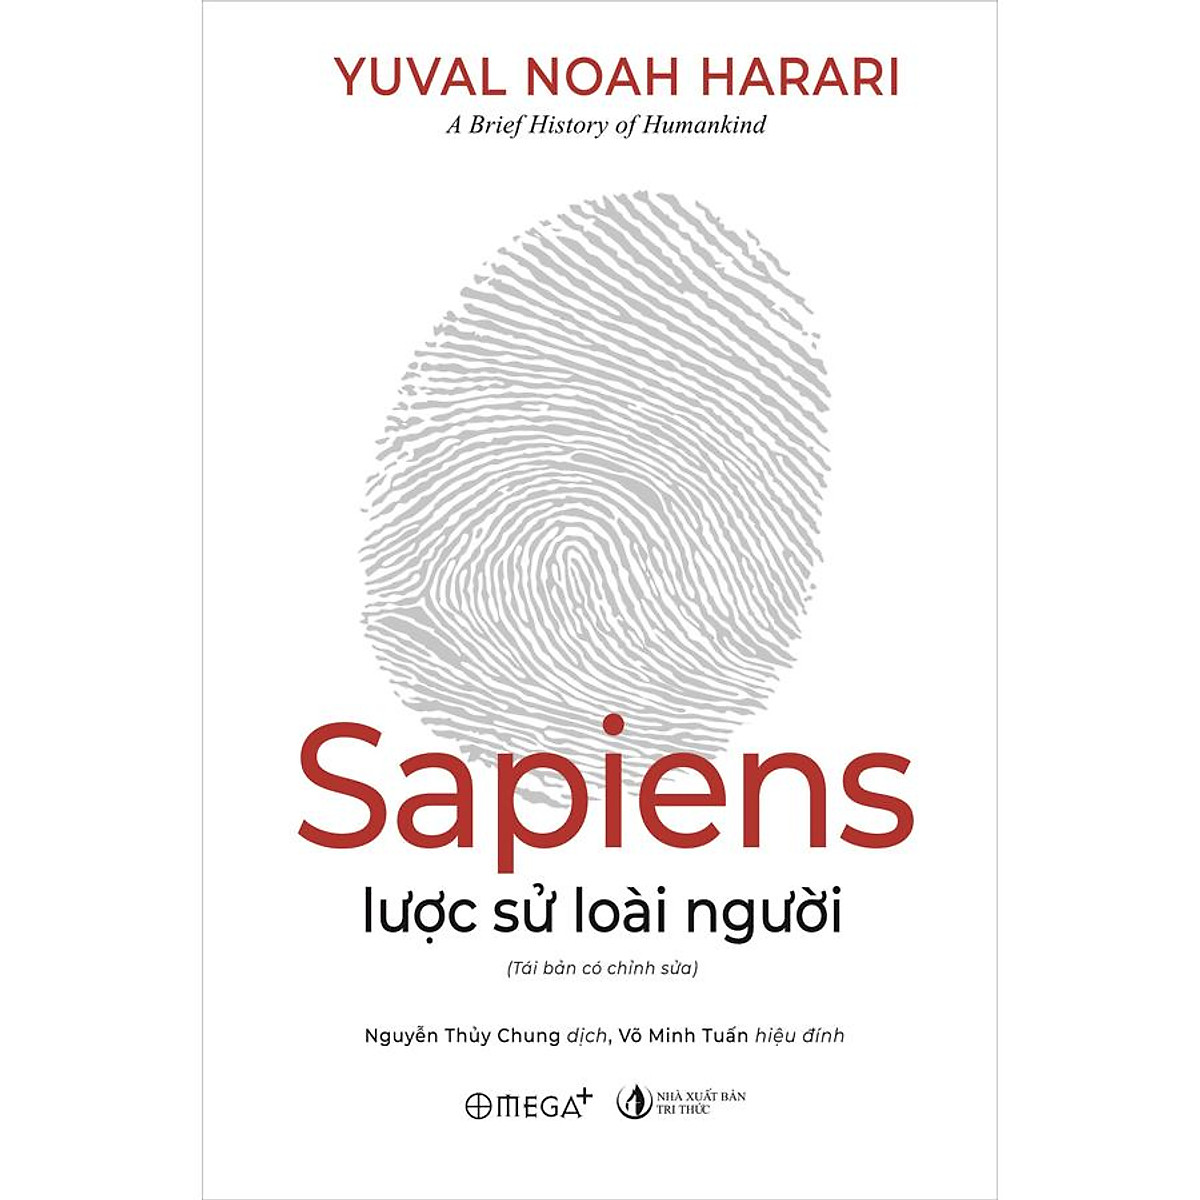 YUVAL NOAH HARARI
A Brief History of Humankind
Sapiens
lược sử loài người
(Tái bản có chỉnh sửa)
Nguyễn Thủy Chung dịch, Võ Minh Tuấn hiệu đính
OMEGA+
NHÀ XUẤT BẢN
TRI THỨC